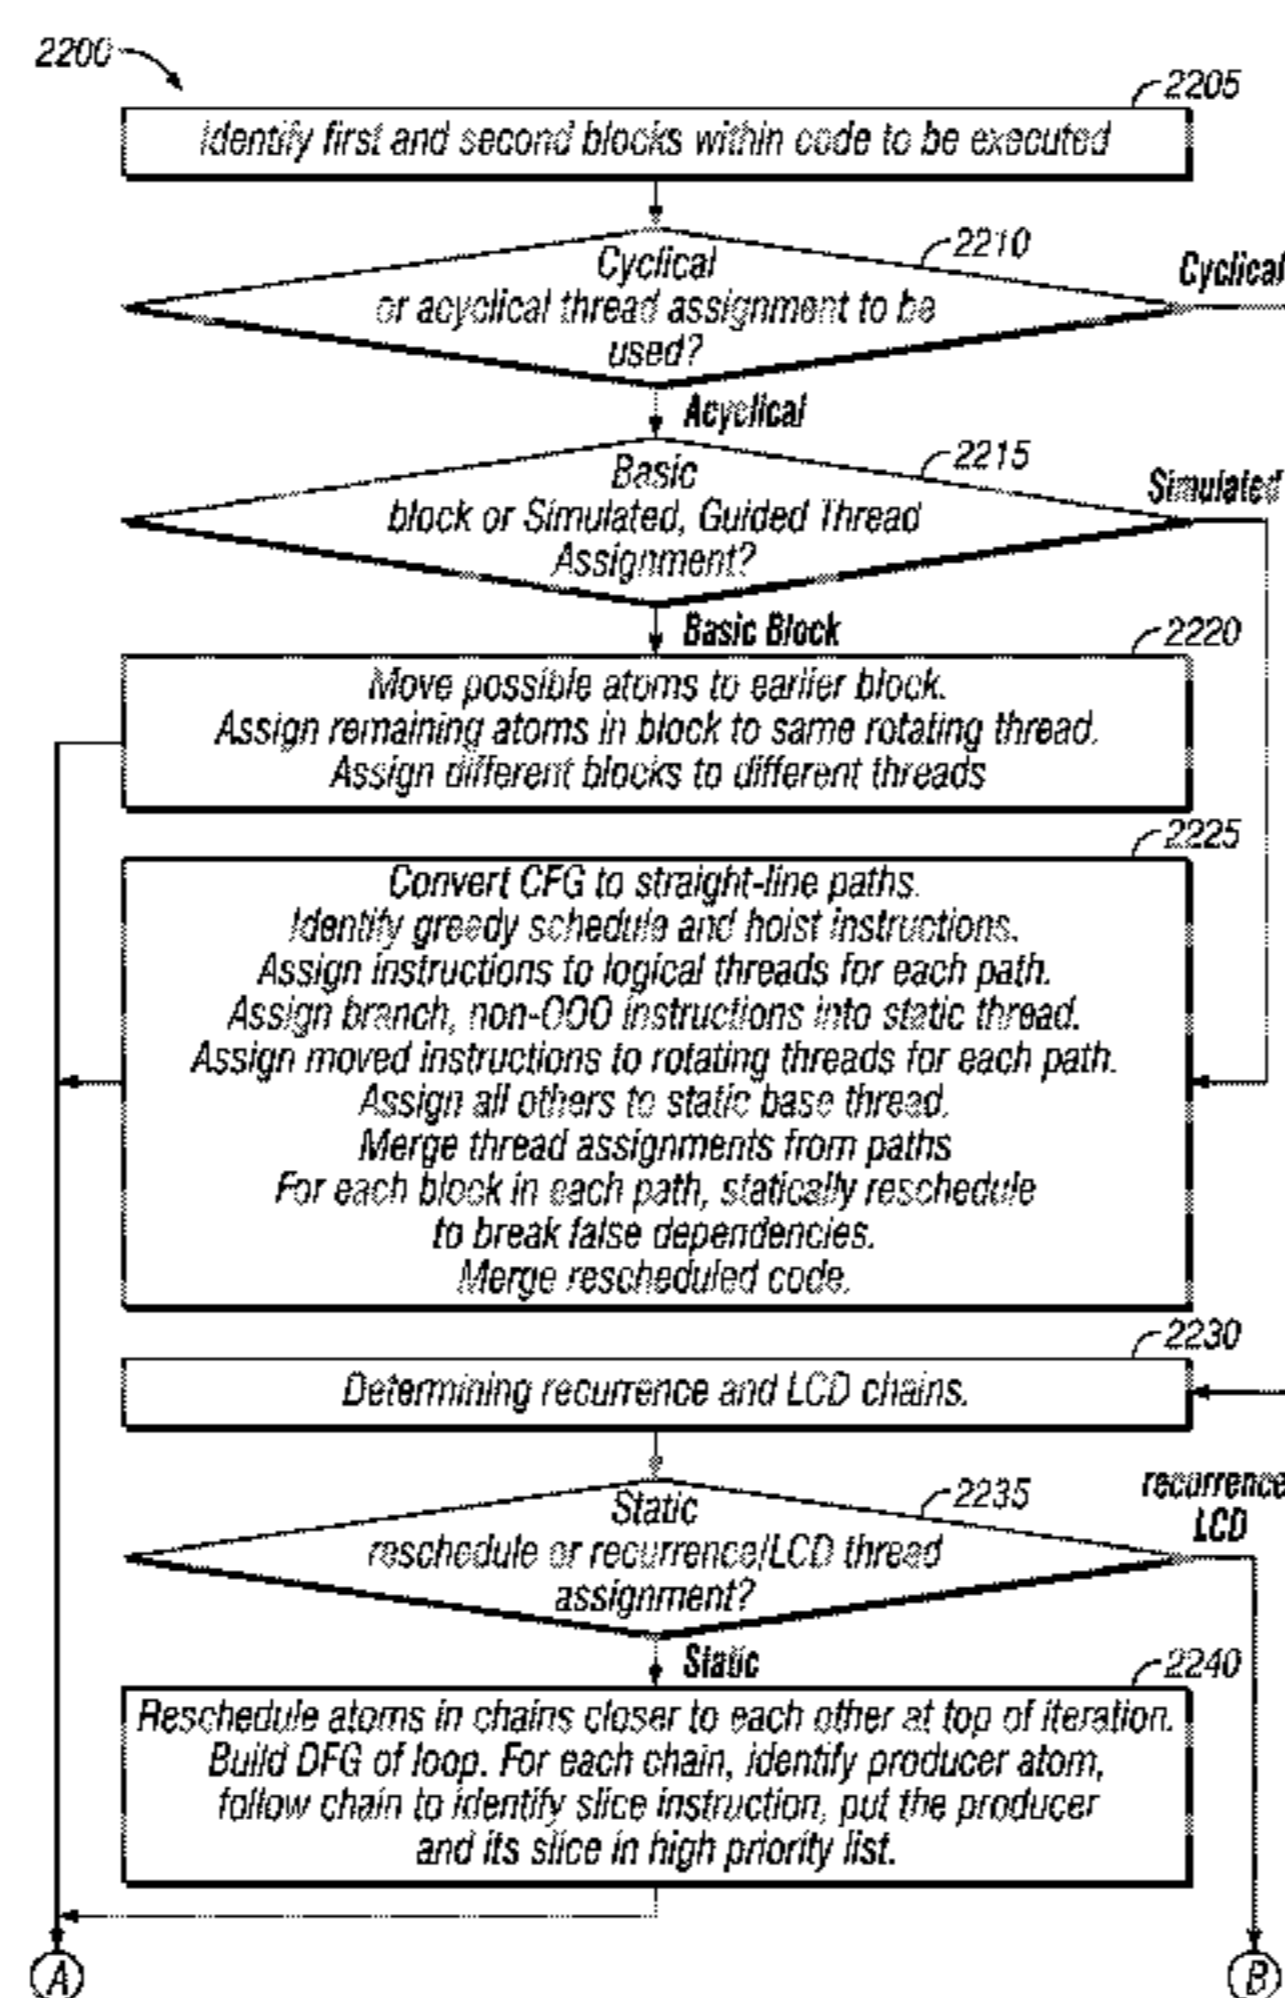 2200
2205
Identify first and second blocks within code to be executed
2210
Cyclical
Cyclical
or acyclical thread assignment to be
used?
Acyclical
2215
Simulated
Basic
block or Simulated, Guided Thread
Assignment?
Basic Block
2220
Move possible atoms to earlier block.
Assign remaining atoms in block to same rotating thread.
Assign different blocks to different threads
2225
Convert CFG to straight-line paths.
Identify greedy schedule and hoist instructions.
Assign instructions to logical threads for each path.
Assign branch, non-OOO instructions into static thread.
Assign moved instructions to rotating threads for each path.
Assign all others to static base thread.
Merge thread assignments from paths
For each block in each path, statically reschedule
to break false dependencies.
Merge rescheduled code.
2230
Determining recurrence and LCD chains.
2235
recurrence
LCD
Static
reschedule or recurrence/LCD thread
assignment?
Static
2240
Reschedule atoms in chains closer to each other at top of iteration.
Build DFG of loop. For each chain, identify producer atom,
follow chain to identify slice instruction, put the producer
and its slice in high priority list.
A
B